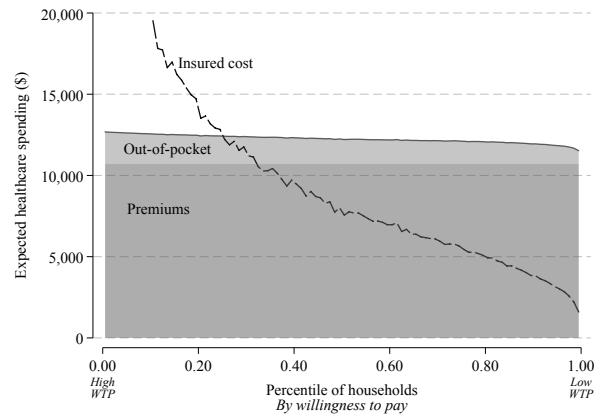 Expected healthcare spending ($)
20,000
15,000
10,000
5,000
0
Insured cost
Out-of-pocket
Premiums
0.00 0.20 0.40 0.60 0.80 1.00
High Low
WTP WTP
Percentile of households
By willingness to pay